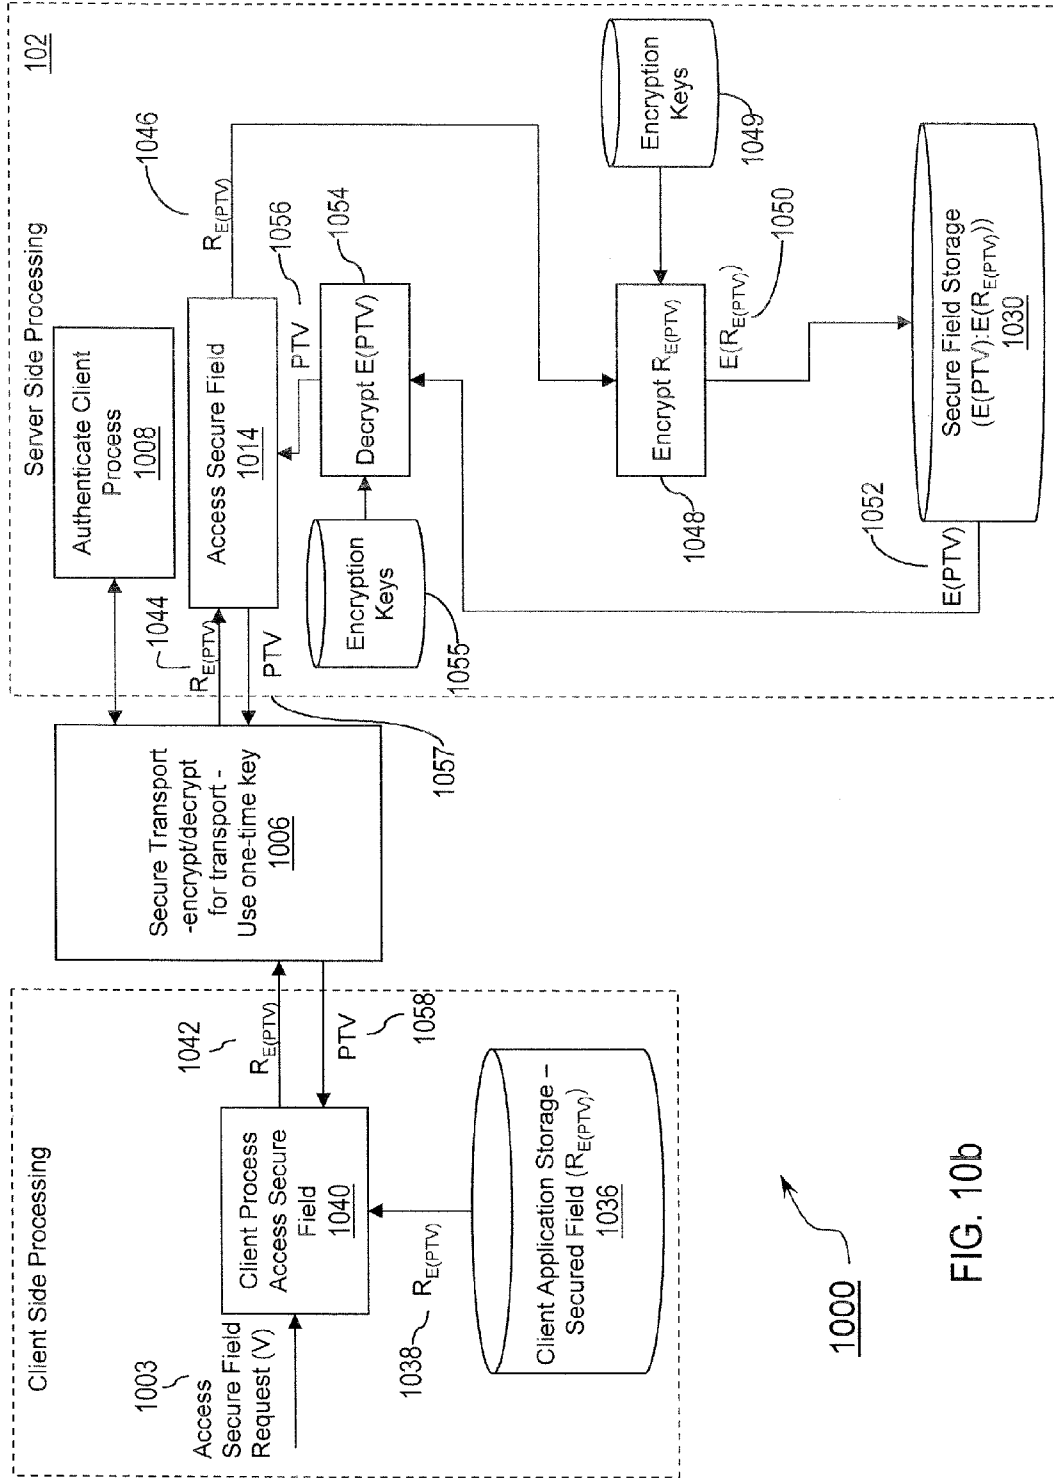 Client Side Processing
1003
Access
Secure Field
Request (V)
Client Process
Access Secure
Field
1040
1042
R_E(PTV)
PTV
1058
1038
R_E(PTV)
Client Application Storage –
Secured Field (R_E(PTV))
1036
Secure Transport
-encrypt/decrypt
for transport -
Use one-time key
1006
Server Side Processing
102
Authenticate Client
Process
1008
1044
R_E(PTV)
Access Secure Field
1014
PTV
1057
R_E(PTV)
1046
PTV
1056
Decrypt E(PTV)
1054
Encryption
Keys
1055
Encrypt R_E(PTV)
1048
Encryption
Keys
1049
E(R_E(PTV))
1050
E(PTV)
1052
Secure Field Storage
(E(PTV):E(R_E(PTV)))
1030
1000
FIG. 10b